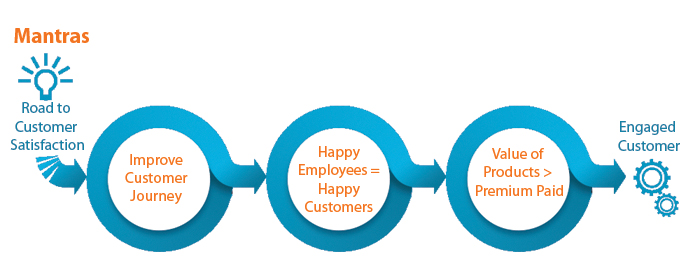 Mantras
Road to
Customer
Satisfaction
Improve
Customer
Journey
Happy
Employees =
Happy
Customers
Value of
Products >
Premium Paid
Engaged
Customer